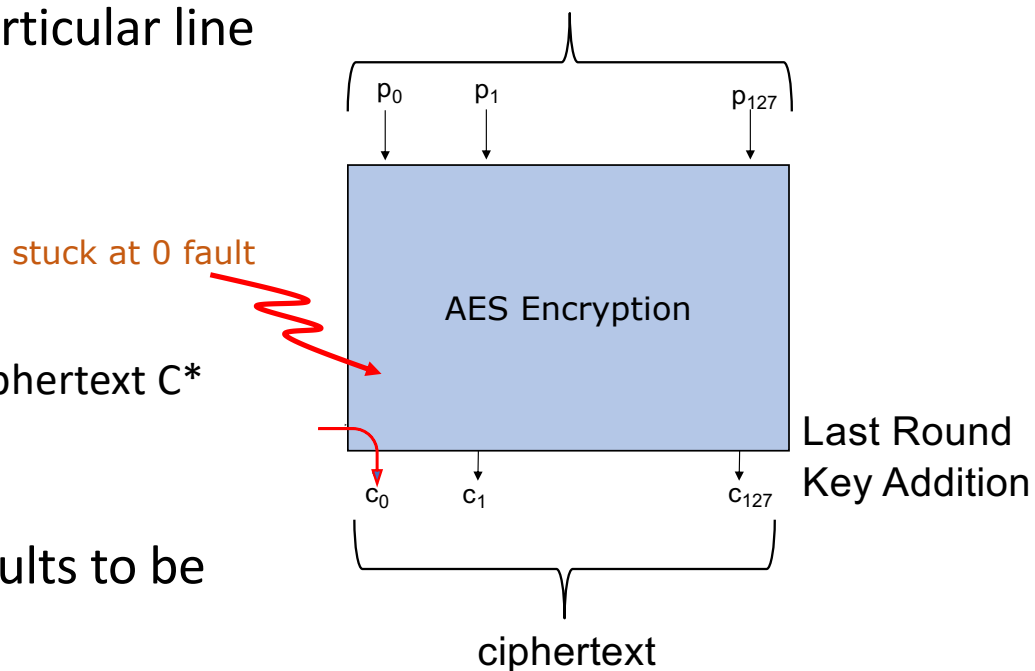 articular line
p0 p1 p127
stuck at 0 fault
AES Encryption
phertext C*
Last Round
Key Addition
c0 c1 c127
ults to be
ciphertext